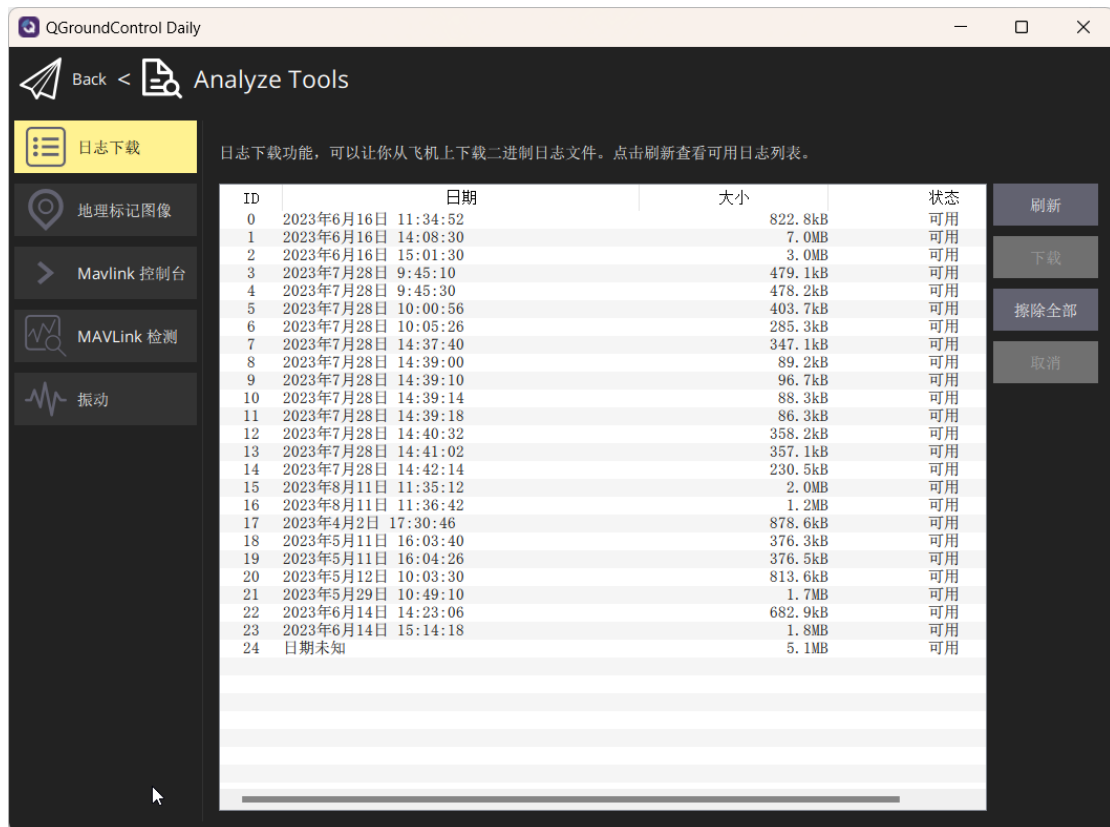 QGroundControl Daily
Back < Analyze Tools
日志下载
地理标记图像
Mavlink 控制台
MAVLink 检测
振动
日志下载功能，可以让你从飞机上下载二进制日志文件。点击刷新查看可用日志列表。
ID 日期 大小 状态
0 2023年6月16日 11:34:52 822.8kB 可用
1 2023年6月16日 14:08:30 7.0MB 可用
2 2023年6月16日 15:01:30 3.0MB 可用
3 2023年7月28日 9:45:10 479.1kB 可用
4 2023年7月28日 9:45:30 478.2kB 可用
5 2023年7月28日 10:00:56 403.7kB 可用
6 2023年7月28日 10:05:26 285.3kB 可用
7 2023年7月28日 14:37:40 347.1kB 可用
8 2023年7月28日 14:39:00 89.2kB 可用
9 2023年7月28日 14:39:10 96.7kB 可用
10 2023年7月28日 14:39:14 88.3kB 可用
11 2023年7月28日 14:39:18 86.3kB 可用
12 2023年7月28日 14:40:32 358.2kB 可用
13 2023年7月28日 14:41:02 357.1kB 可用
14 2023年7月28日 14:42:14 230.5kB 可用
15 2023年8月11日 11:35:12 2.0MB 可用
16 2023年8月11日 11:36:42 1.2MB 可用
17 2023年4月2日 17:30:46 878.6kB 可用
18 2023年5月11日 16:03:40 376.3kB 可用
19 2023年5月11日 16:04:26 376.5kB 可用
20 2023年5月12日 10:03:30 813.6kB 可用
21 2023年5月29日 10:49:10 1.7MB 可用
22 2023年6月14日 14:23:06 682.9kB 可用
23 2023年6月14日 15:14:18 1.8MB 可用
24 日期未知 5.1MB 可用
刷新
下载
擦除全部
取消